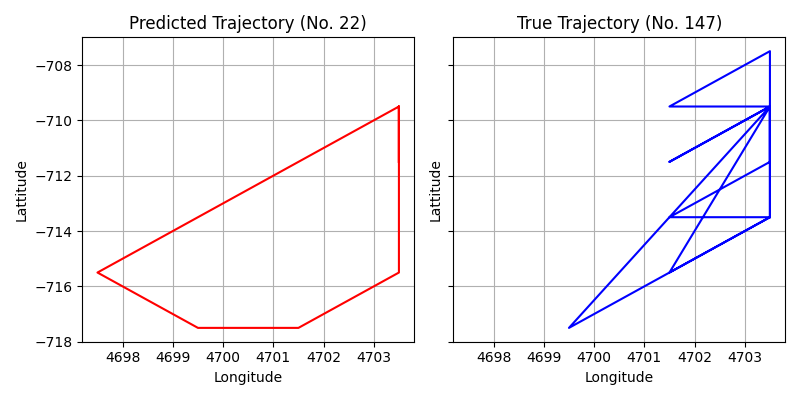 Predicted Trajectory (No. 22)
True Trajectory (No. 147)
Lattitude
−708
−710
−712
−714
−716
−718
4698 4699 4700 4701 4702 4703
Longitude
Lattitude
4698 4699 4700 4701 4702 4703
Longitude